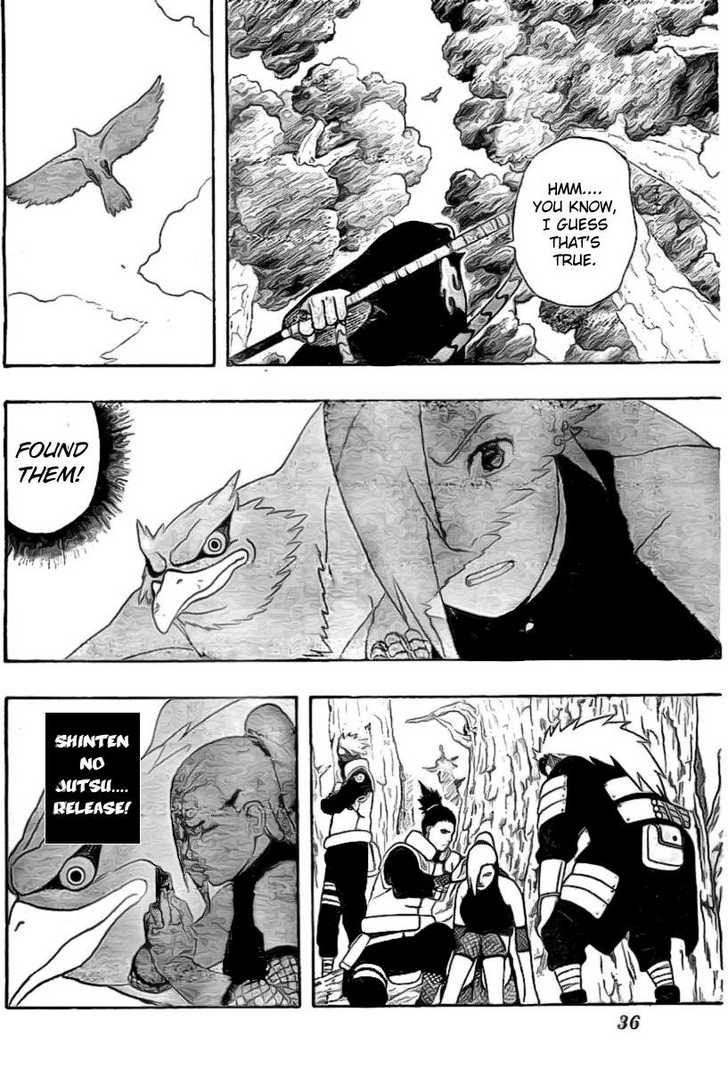 HMM....
YOU KNOW,
I GUESS
THAT'S
TRUE.
FOUND
THEM!
SHINTEN
NO
JUTSU....
RELEASE!
36